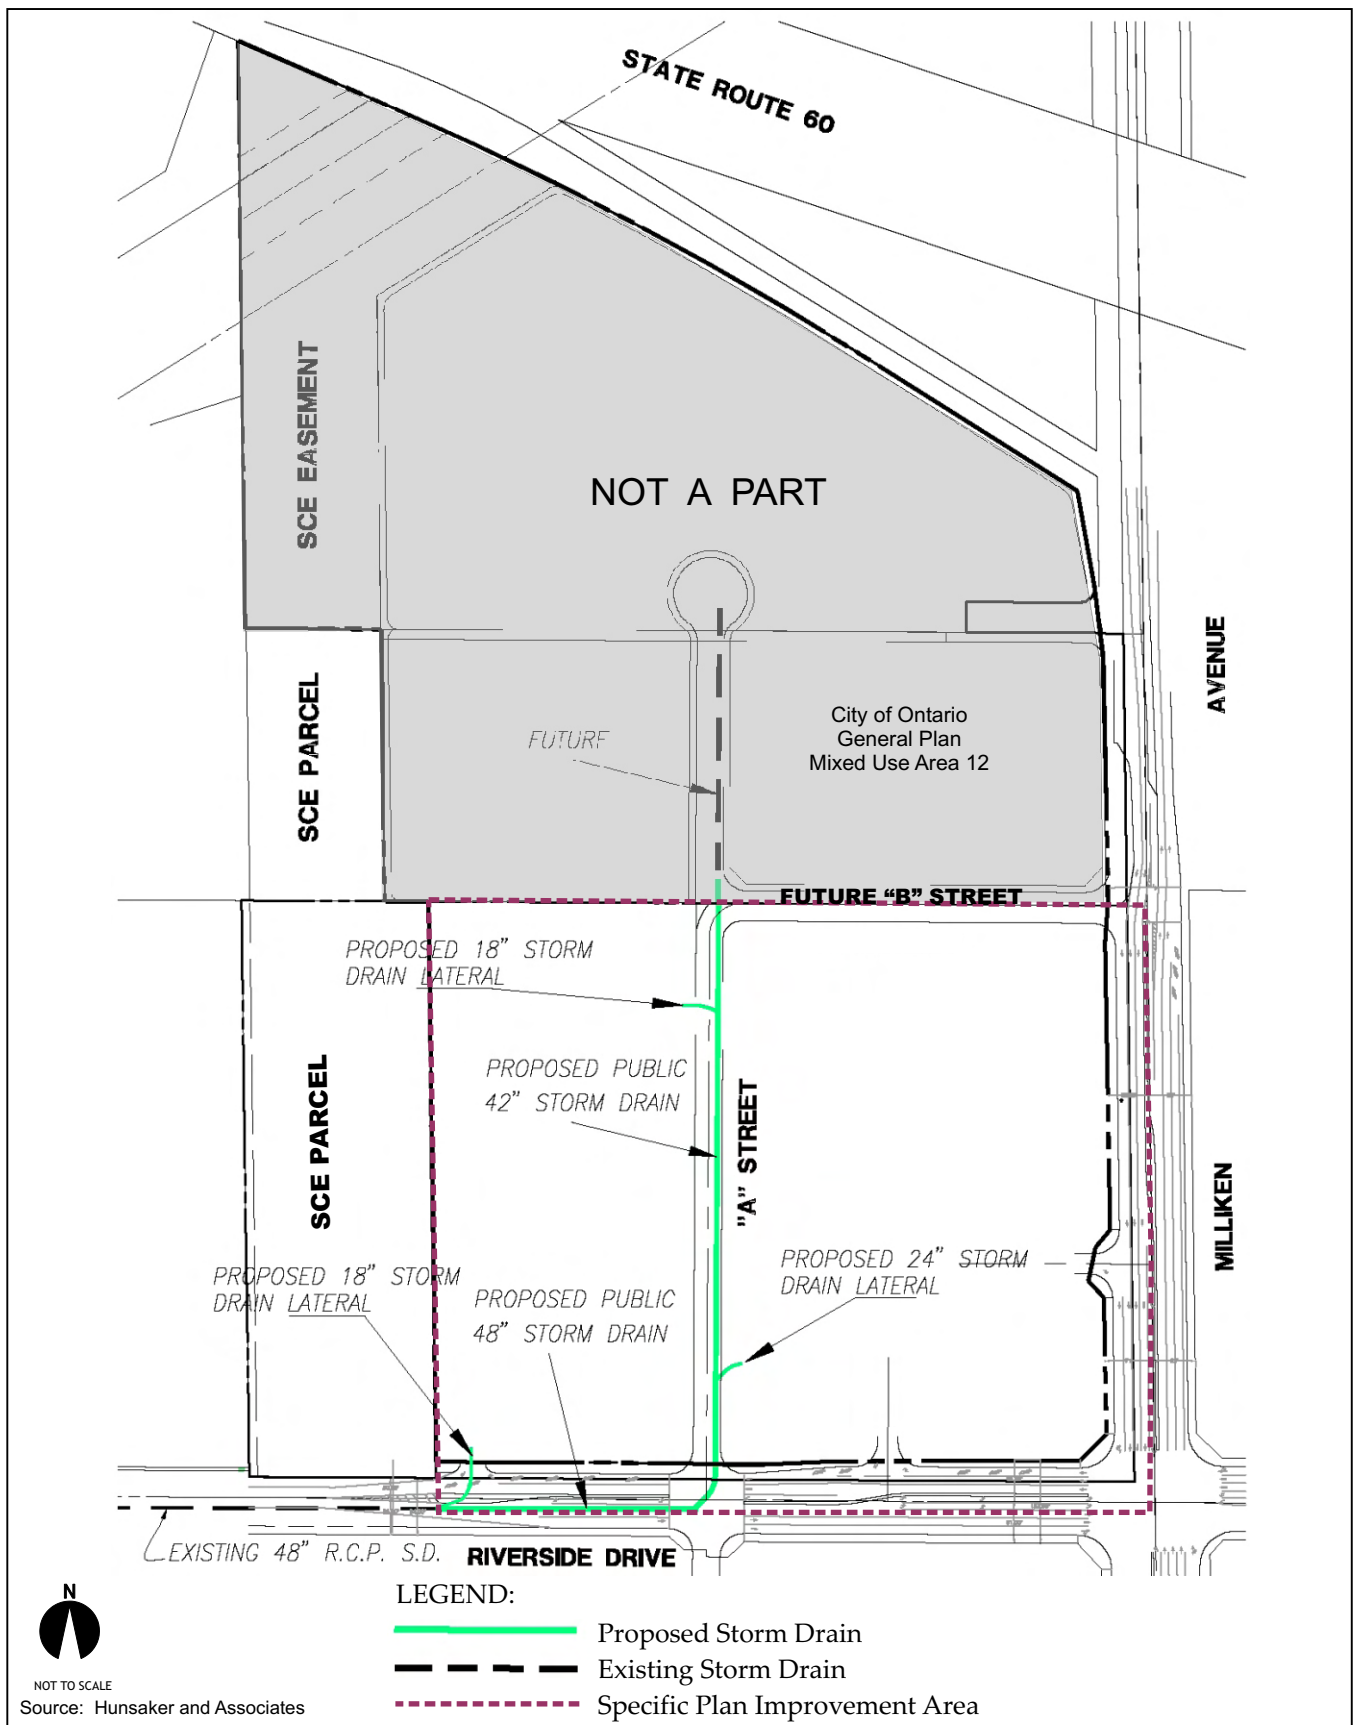 STATE ROUTE 60
SCE EASEMENT
NOT A PART
AVENUE
SCE PARCEL
FUTURE
City of Ontario
General Plan
Mixed Use Area 12
FUTURE “B” STREET
PROPOSED 18” STORM
DRAIN LATERAL
PROPOSED PUBLIC
42” STORM DRAIN
SCE PARCEL
"A" STREET
MILLIKEN
PROPOSED 24” STORM
DRAIN LATERAL
PROPOSED 18” STORM
DRAIN LATERAL
PROPOSED PUBLIC
48” STORM DRAIN
EXISTING 48” R.C.P. S.D.
RIVERSIDE DRIVE
N
NOT TO SCALE
Source: Hunsaker and Associates
LEGEND:
Proposed Storm Drain
Existing Storm Drain
Specific Plan Improvement Area